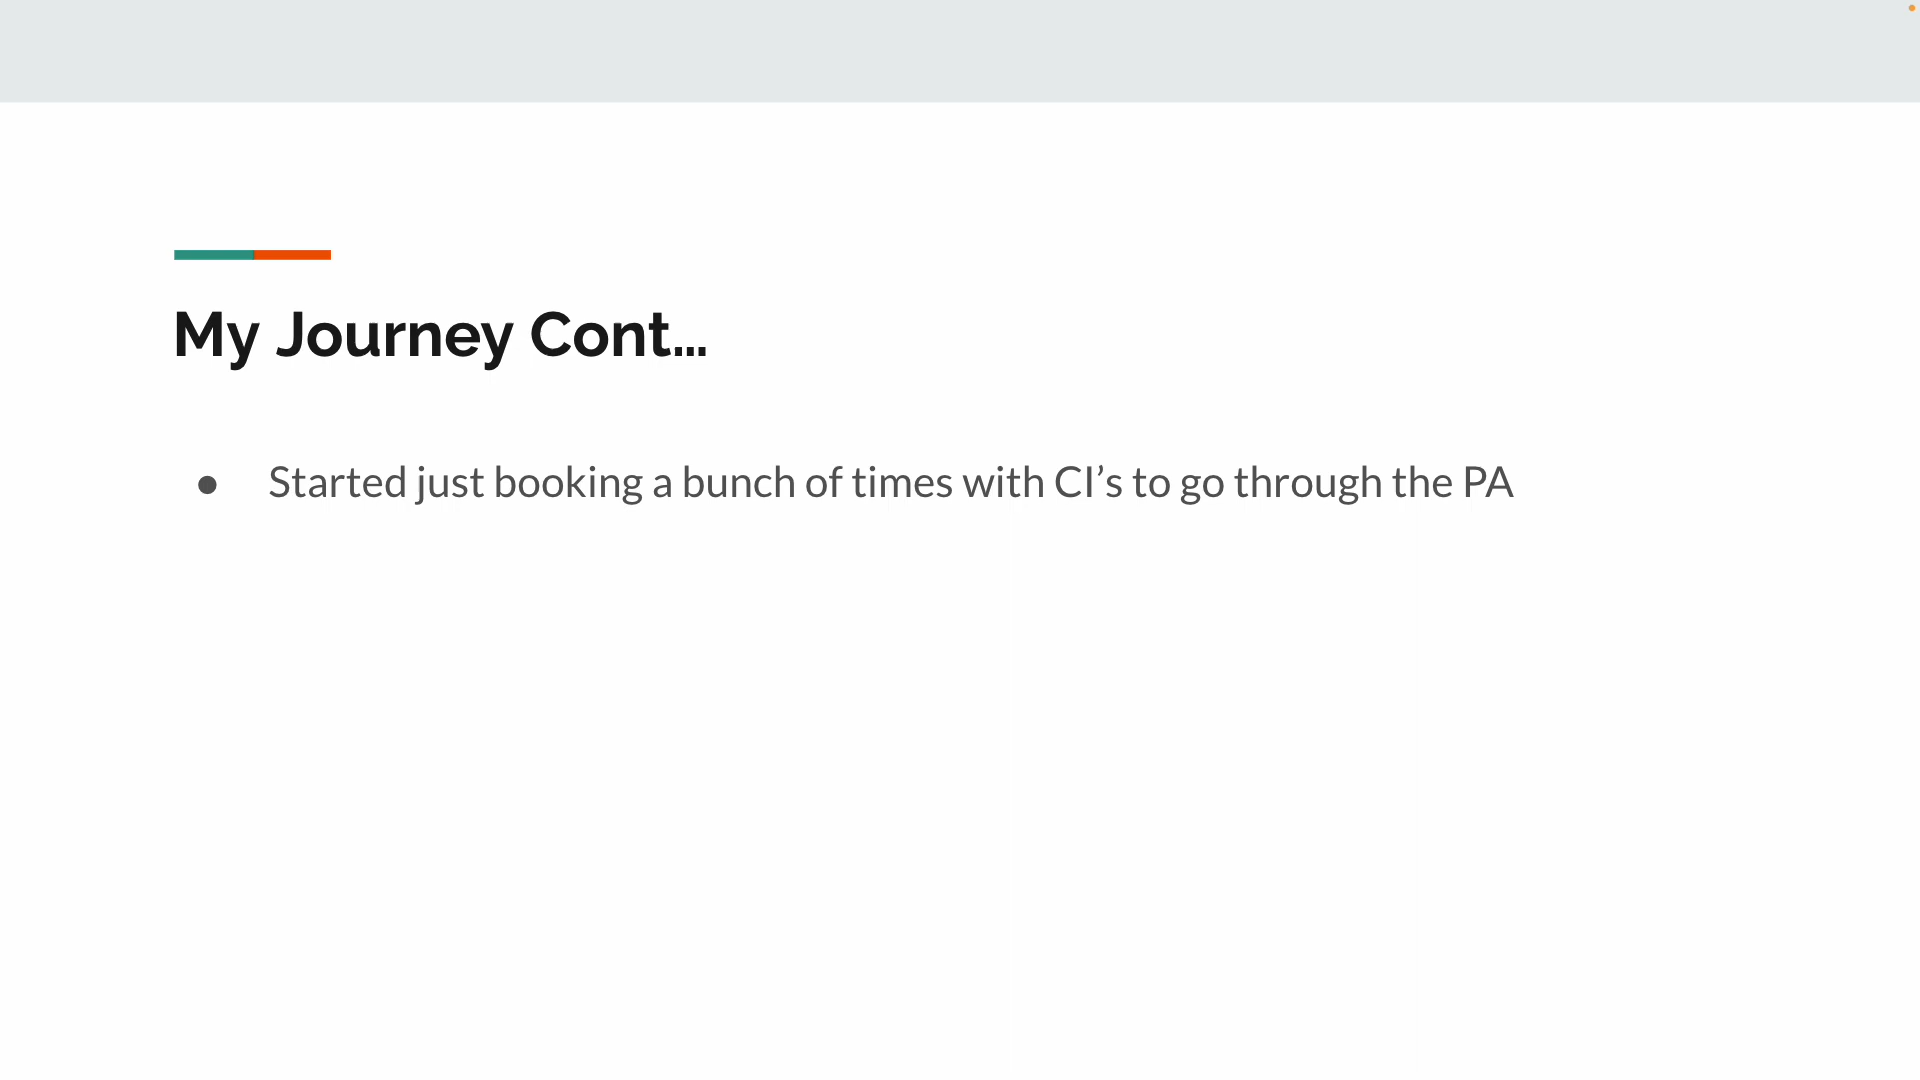 My Journey Cont…
● Started just booking a bunch of times with CI’s to go through the PA